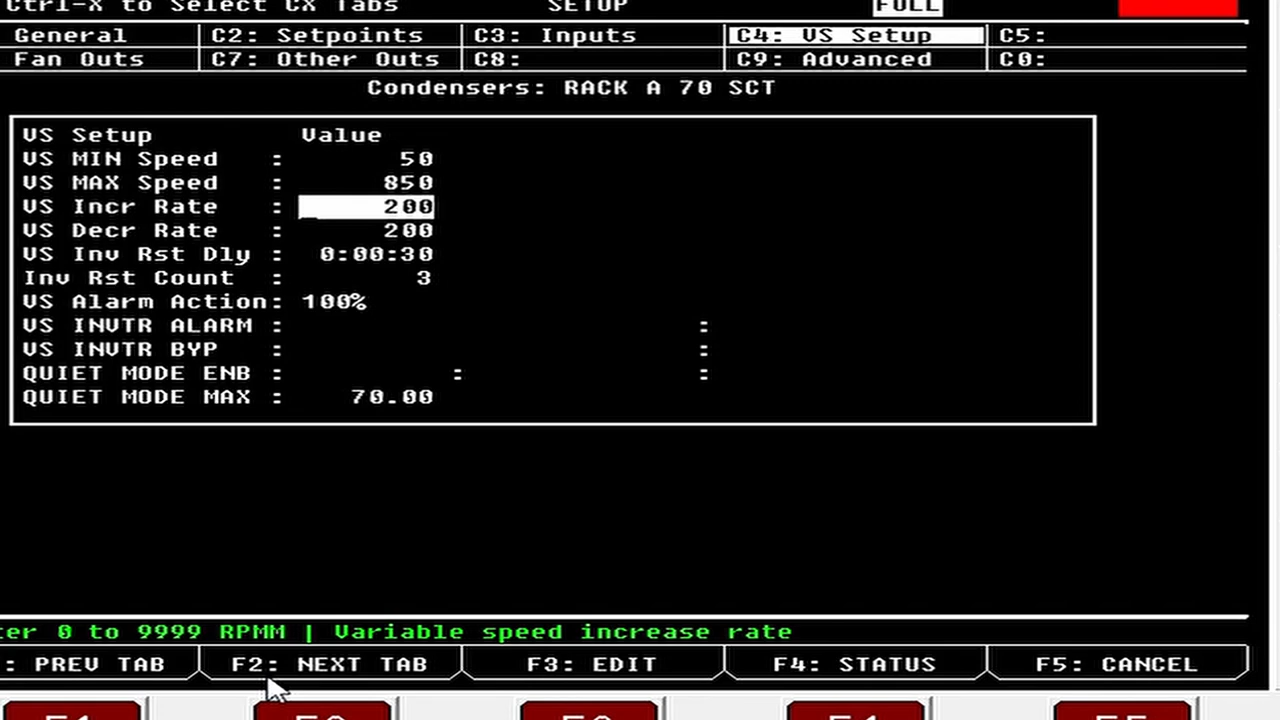 Ctrl-X to Select CX Tabs SETUP FULL
General C2: Setpoints C3: Inputs C4: VS Setup C5:
Fan Outs C7: Other Outs C8: C9: Advanced C0:
Condensers: RACK A 70 SCT
VS Setup Value
VS MIN Speed : 50
VS MAX Speed : 850
VS Incr Rate : 200
VS Decr Rate : 200
VS Inv Rst Dly : 0:00:30
Inv Rst Count : 3
VS Alarm Action: 100%
VS INVTR ALARM : :
VS INVTR BYP : :
QUIET MODE ENB : : :
QUIET MODE MAX : 70.00
ter 0 to 9999 RPMM | Variable speed increase rate
: PREV TAB F2: NEXT TAB F3: EDIT F4: STATUS F5: CANCEL